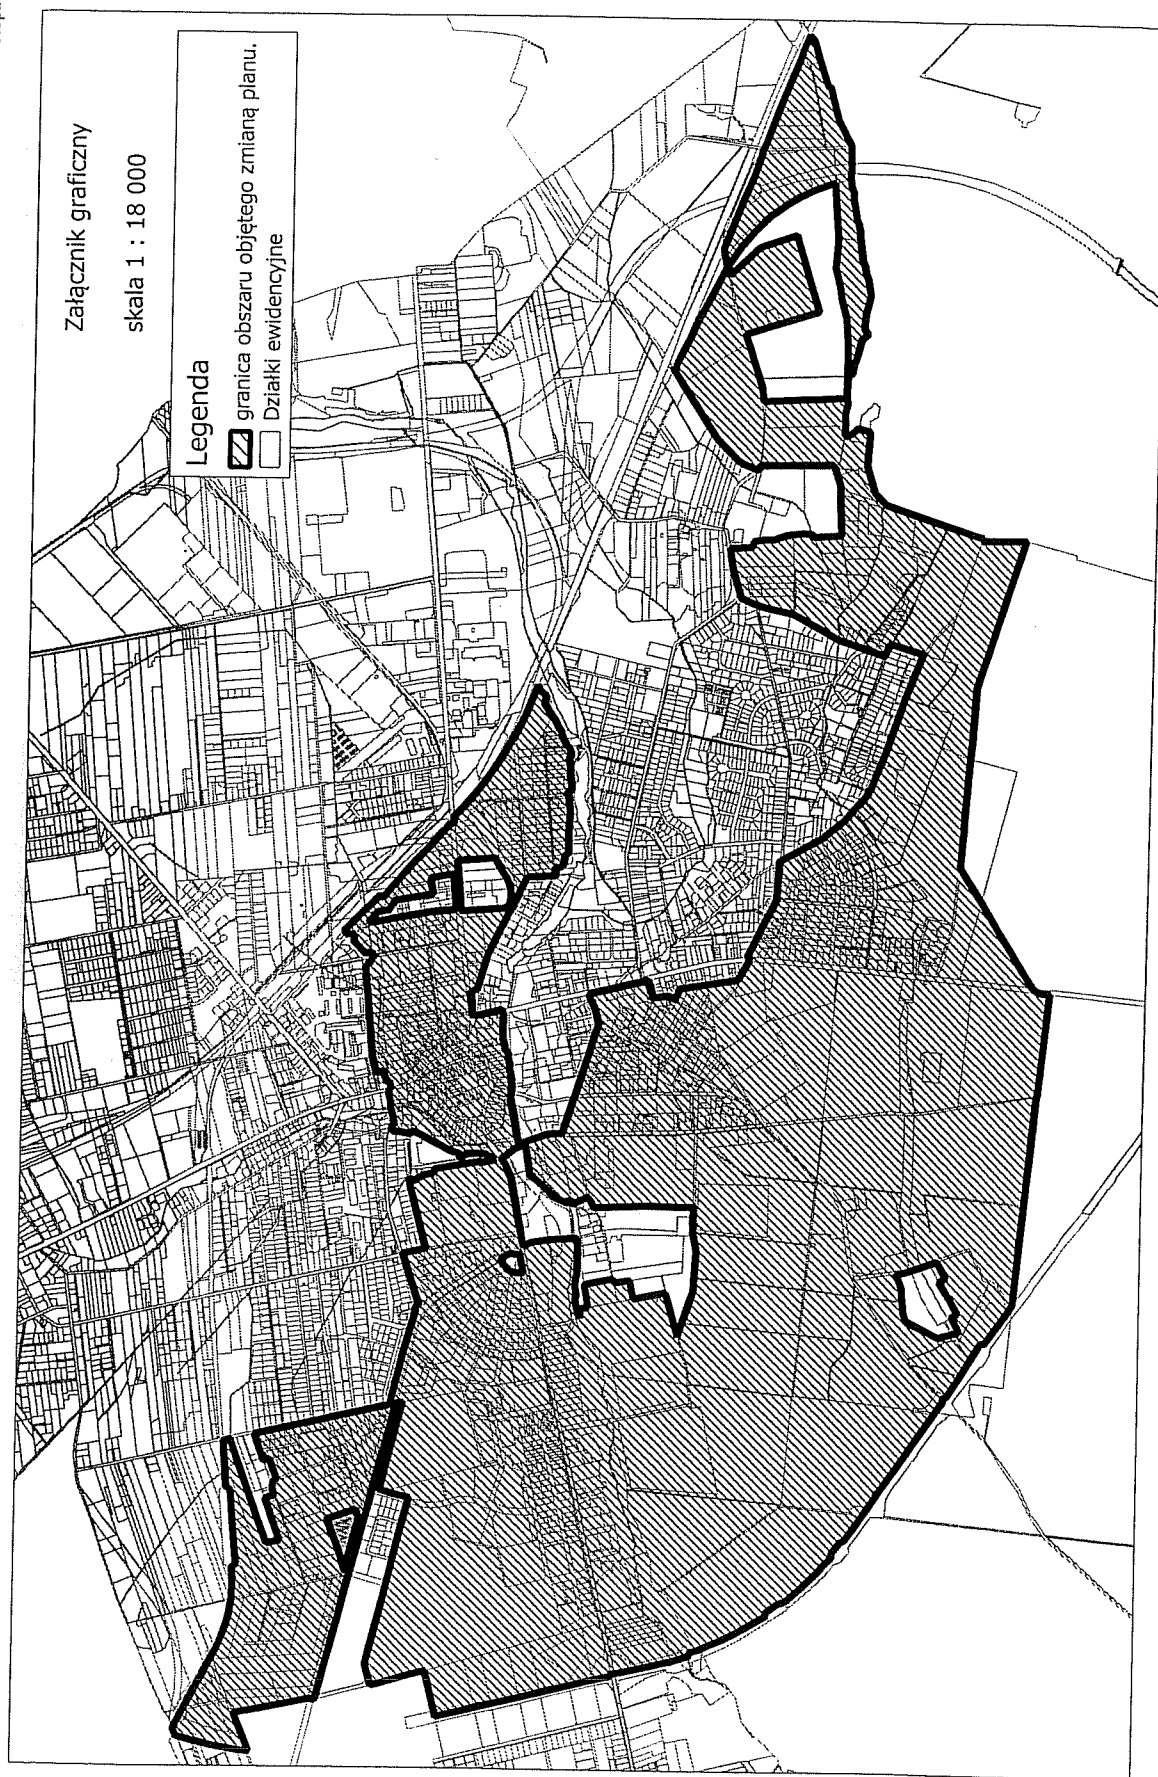 Załącznik graficzny
skala 1 : 18 000
Legenda
granica obszaru objętego zmianą planu.
Działki ewidencyjne